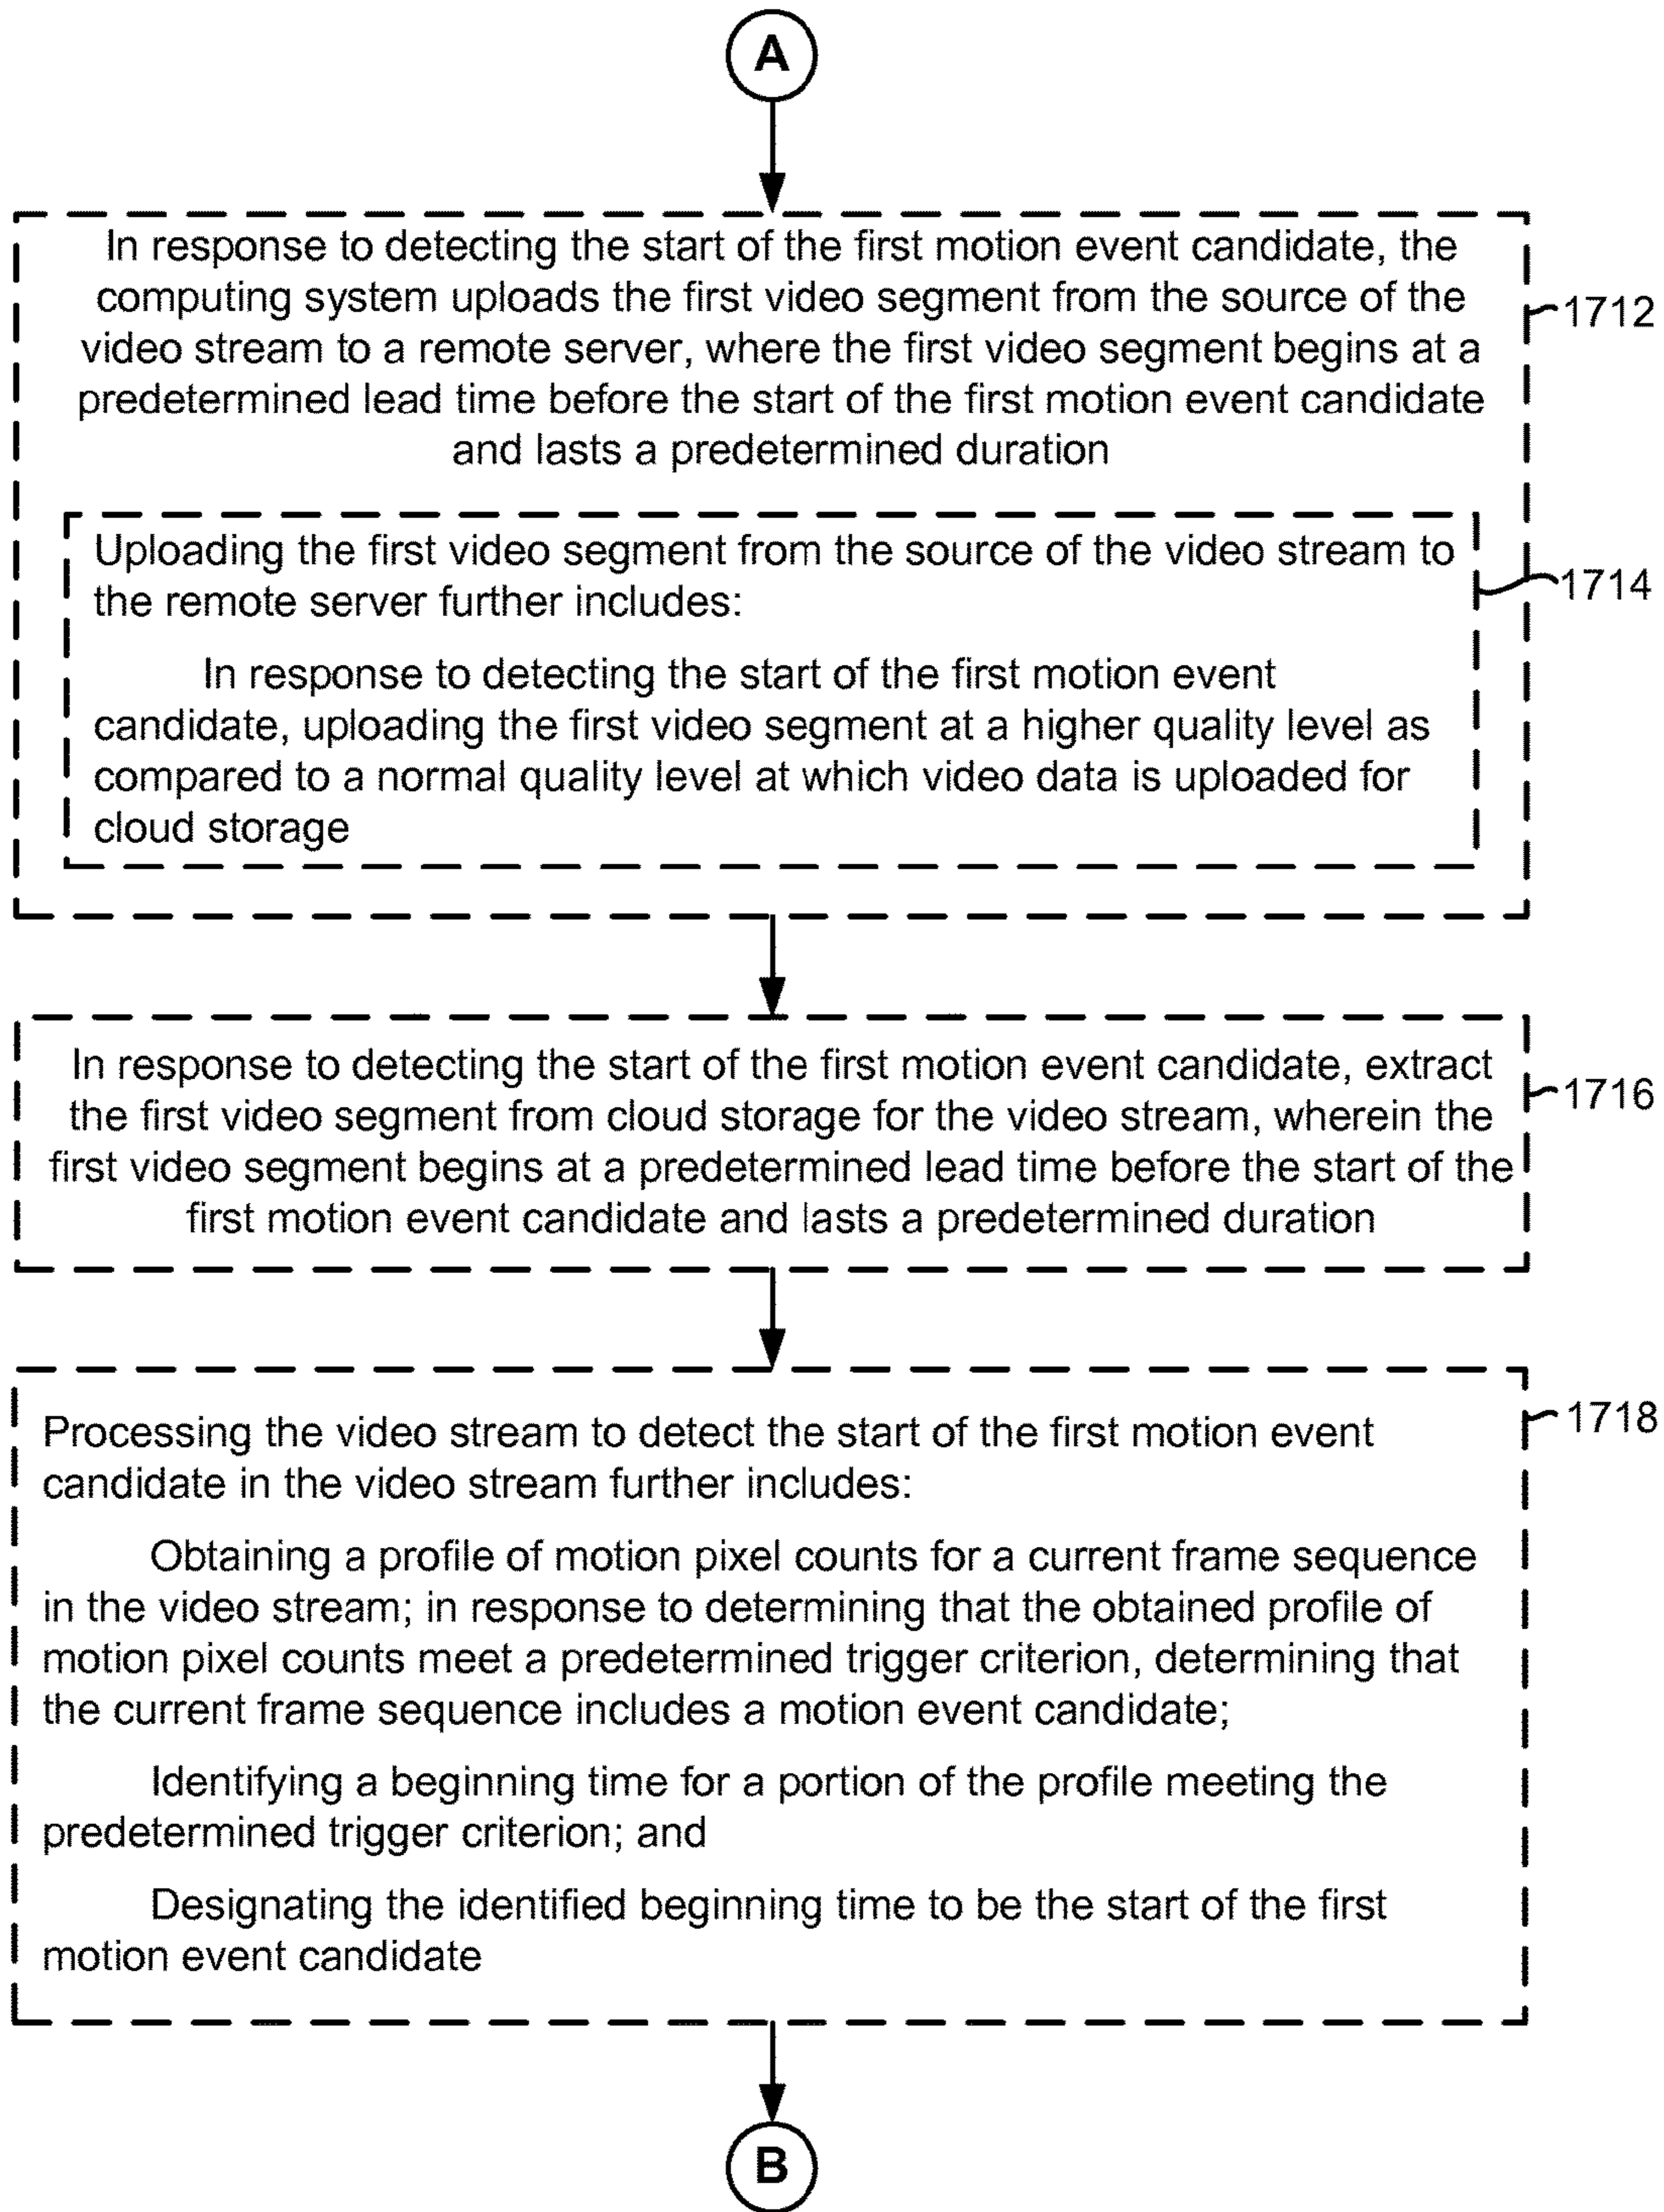 A
In response to detecting the start of the first motion event candidate, the
computing system uploads the first video segment from the source of the
video stream to a remote server, where the first video segment begins at a
predetermined lead time before the start of the first motion event candidate
and lasts a predetermined duration
1712
Uploading the first video segment from the source of the video stream to
the remote server further includes:
1714
In response to detecting the start of the first motion event
candidate, uploading the first video segment at a higher quality level as
compared to a normal quality level at which video data is uploaded for
cloud storage
In response to detecting the start of the first motion event candidate, extract
the first video segment from cloud storage for the video stream, wherein the
first video segment begins at a predetermined lead time before the start of the
first motion event candidate and lasts a predetermined duration
1716
Processing the video stream to detect the start of the first motion event
candidate in the video stream further includes:
1718
Obtaining a profile of motion pixel counts for a current frame sequence
in the video stream; in response to determining that the obtained profile of
motion pixel counts meet a predetermined trigger criterion, determining that
the current frame sequence includes a motion event candidate;
Identifying a beginning time for a portion of the profile meeting the
predetermined trigger criterion; and
Designating the identified beginning time to be the start of the first
motion event candidate
B